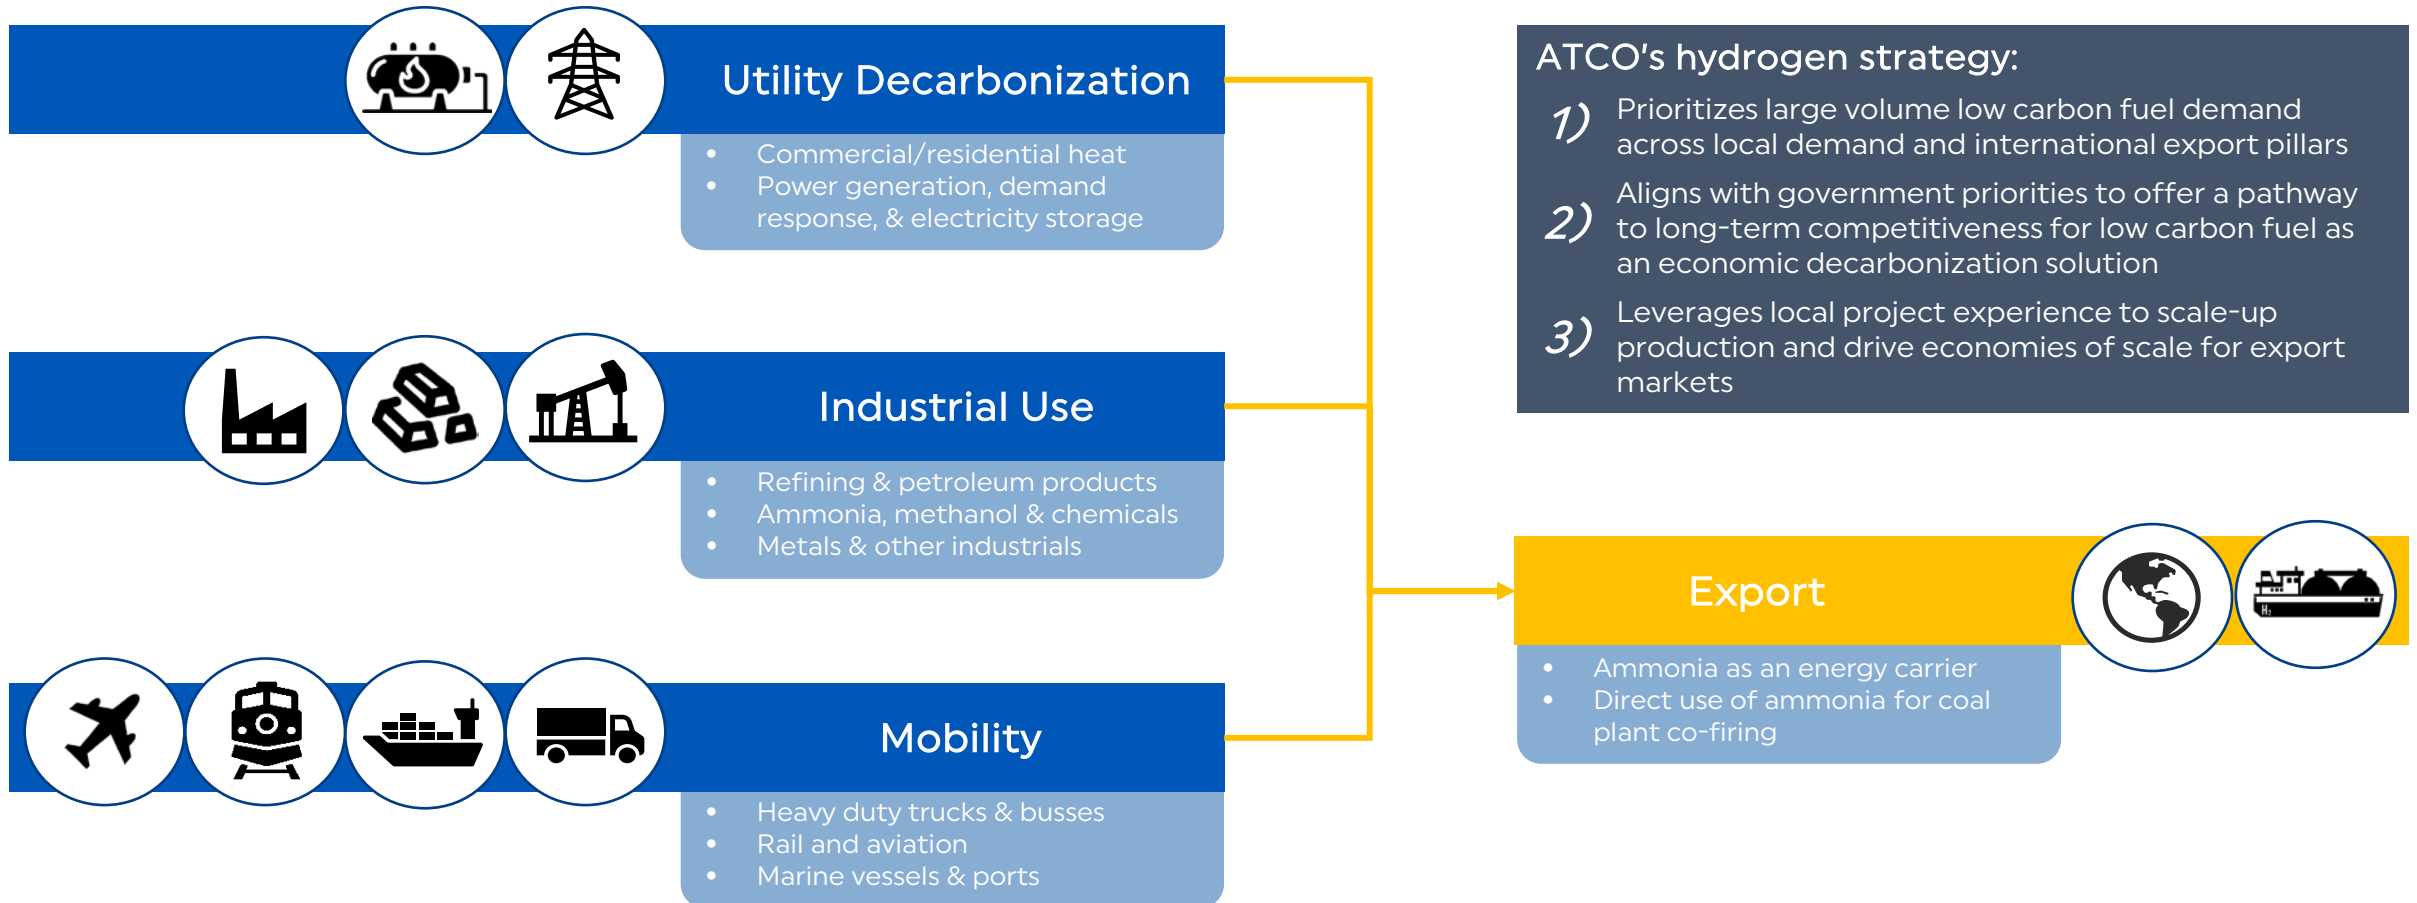 Utility Decarbonization
• Commercial/residential heat
• Power generation, demand
response, & electricity storage
Industrial Use
• Refining & petroleum products
• Ammonia, methanol & chemicals
• Metals & other industrials
Mobility
• Heavy duty trucks & busses
• Rail and aviation
• Marine vessels & ports
ATCO's hydrogen strategy:
1) Prioritizes large volume low carbon fuel demand
across local demand and international export pillars
2) Aligns with government priorities to offer a pathway
to long-term competitiveness for low carbon fuel as
an economic decarbonization solution
3) Leverages local project experience to scale-up
production and drive economies of scale for export
markets
Export
H₂
• Ammonia as an energy carrier
• Direct use of ammonia for coal
plant co-firing